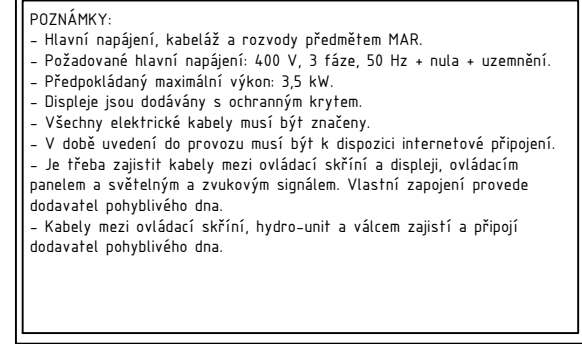 POZNÁMKY:
- Hlavní napájení, kabeláž a rozvody předmětem MAR.
- Požadované hlavní napájení: 400 V, 3 fáze, 50 Hz + nula + uzemnění.
- Předpokládaný maximální výkon: 3,5 kW.
- Displeje jsou dodávány s ochranným krytem.
- Všechny elektrické kabely musí být značeny.
- V době uvedení do provozu musí být k dispozici internetové připojení.
- Je třeba zajistit kabely mezi ovládací skříní a displeji, ovládacím
panelem a světelným a zvukovým signálem. Vlastní zapojení provede
dodavatel pohyblivého dna.
- Kabely mezi ovládací skříní, hydro-unit a válcem zajistí a připojí
dodavatel pohyblivého dna.